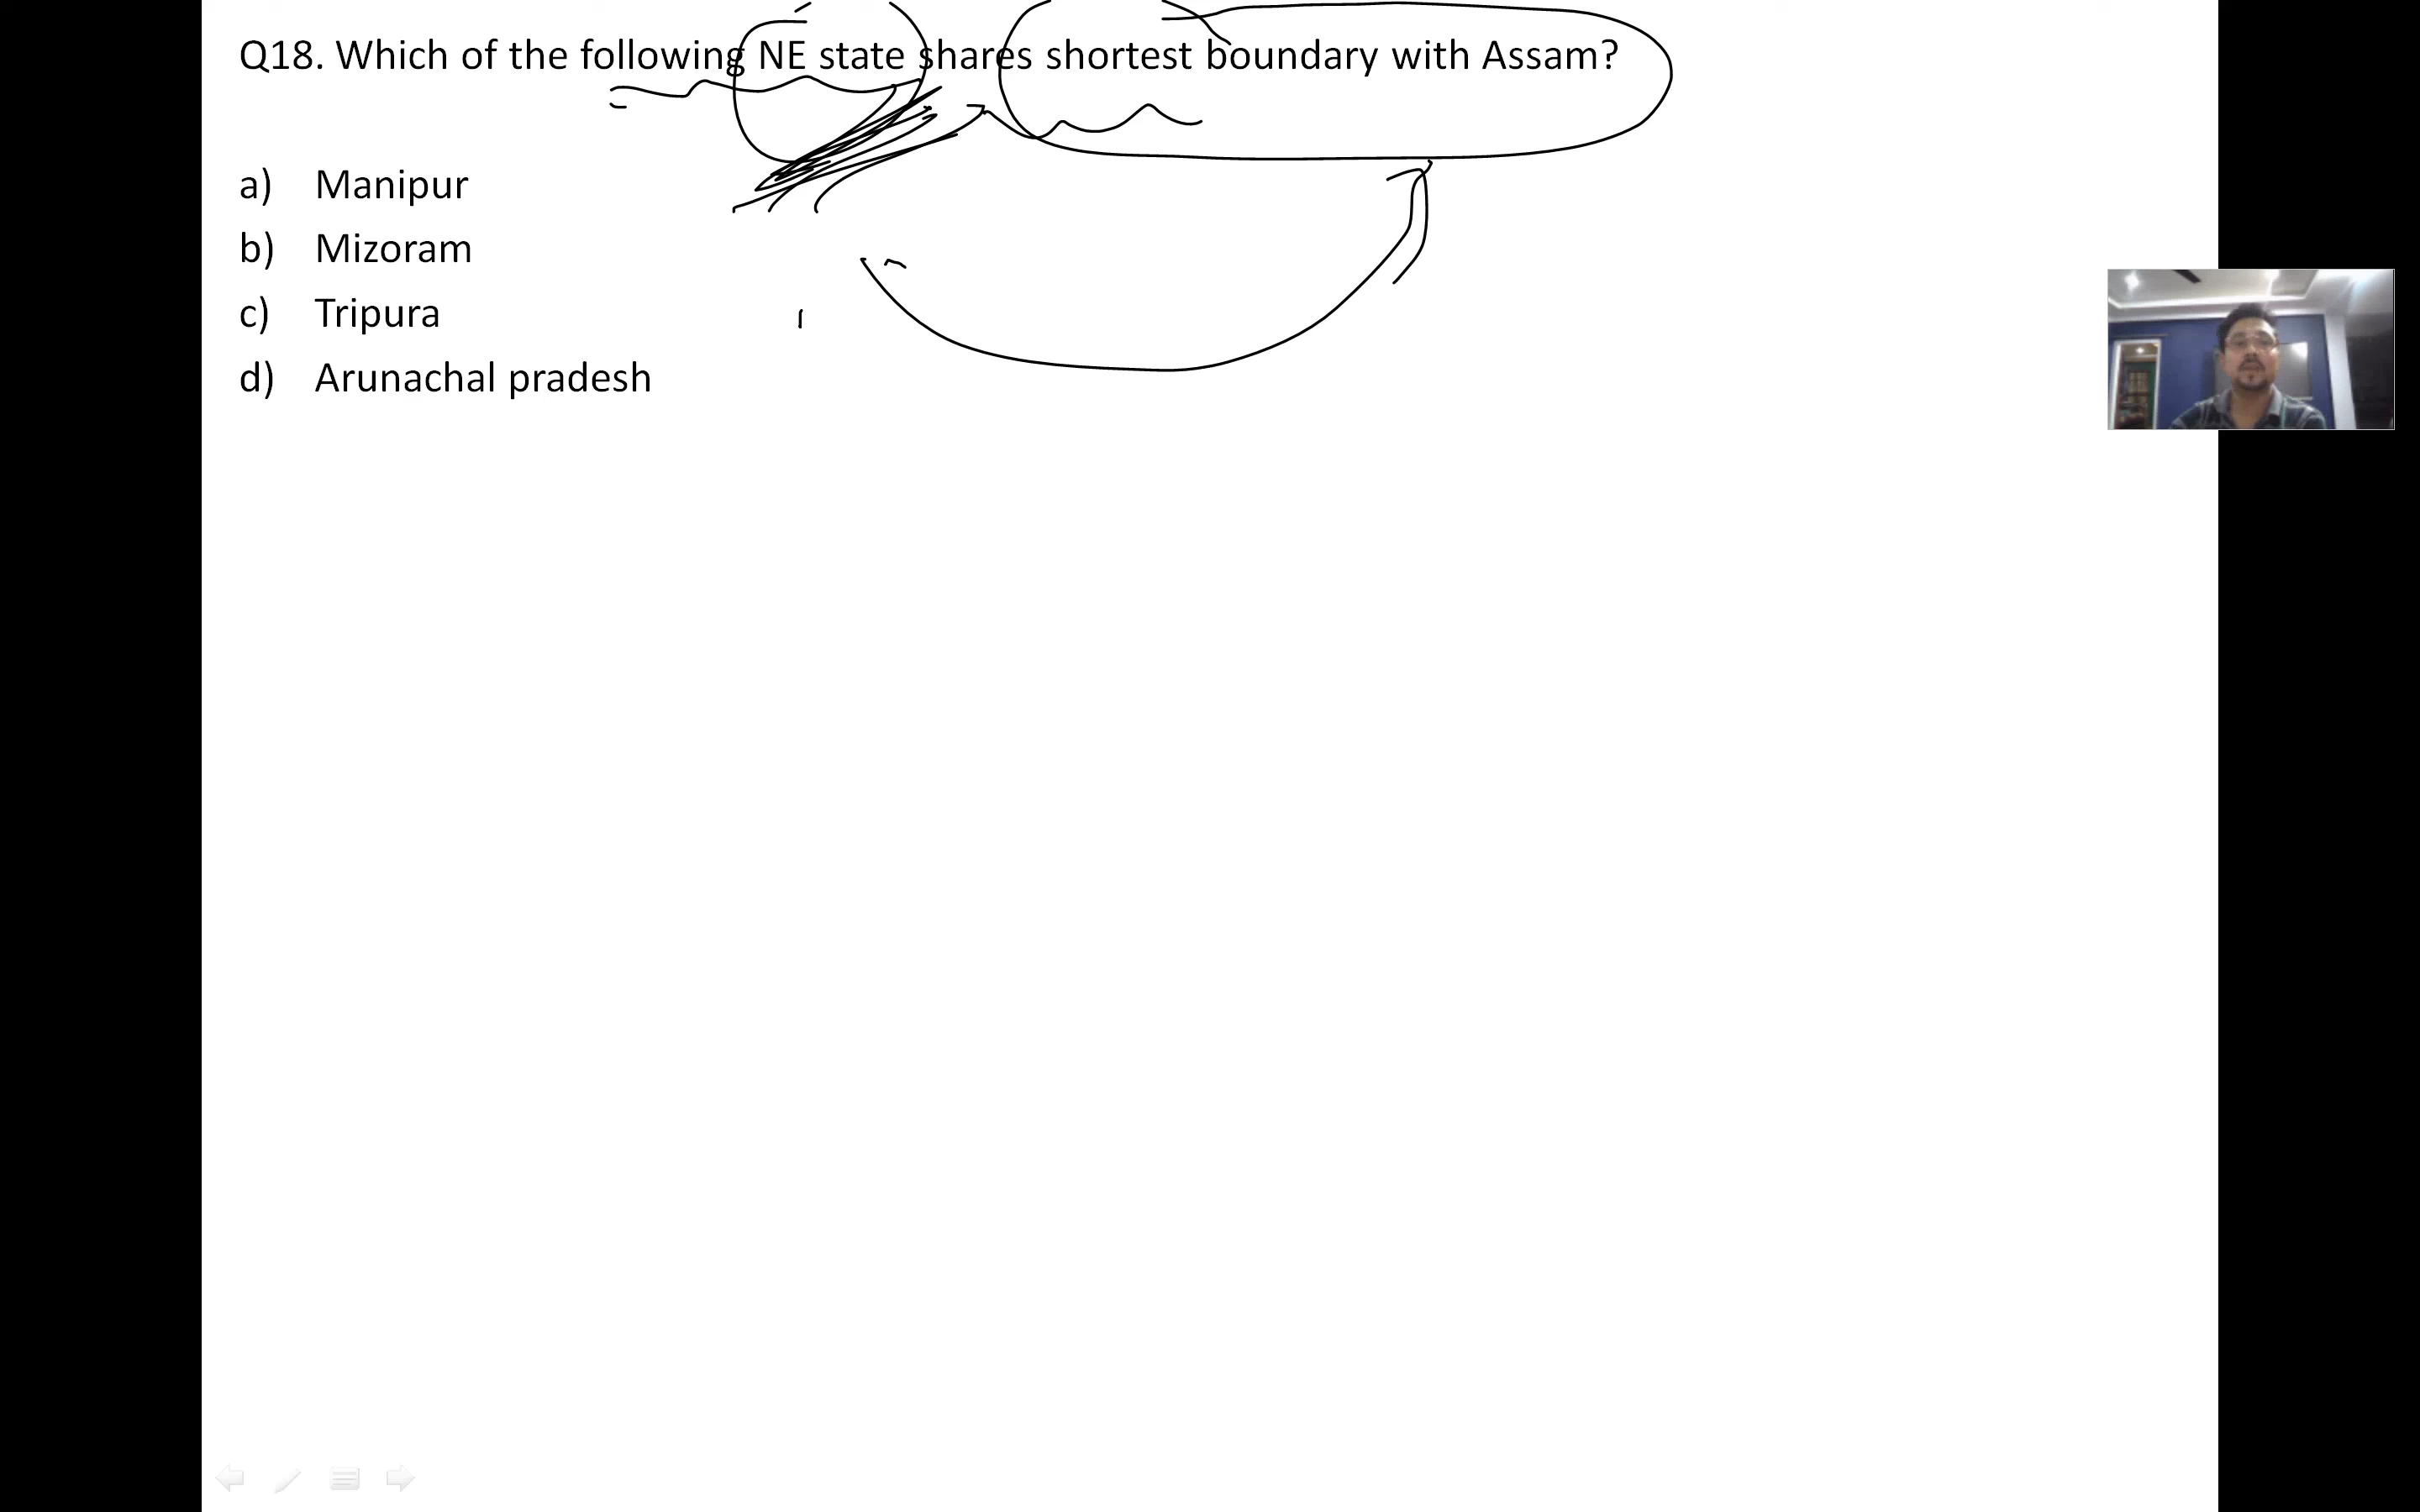 Q18. Which of the following NE state shares shortest boundary with Assam?
a) Manipur
b) Mizoram
c) Tripura
d) Arunachal pradesh